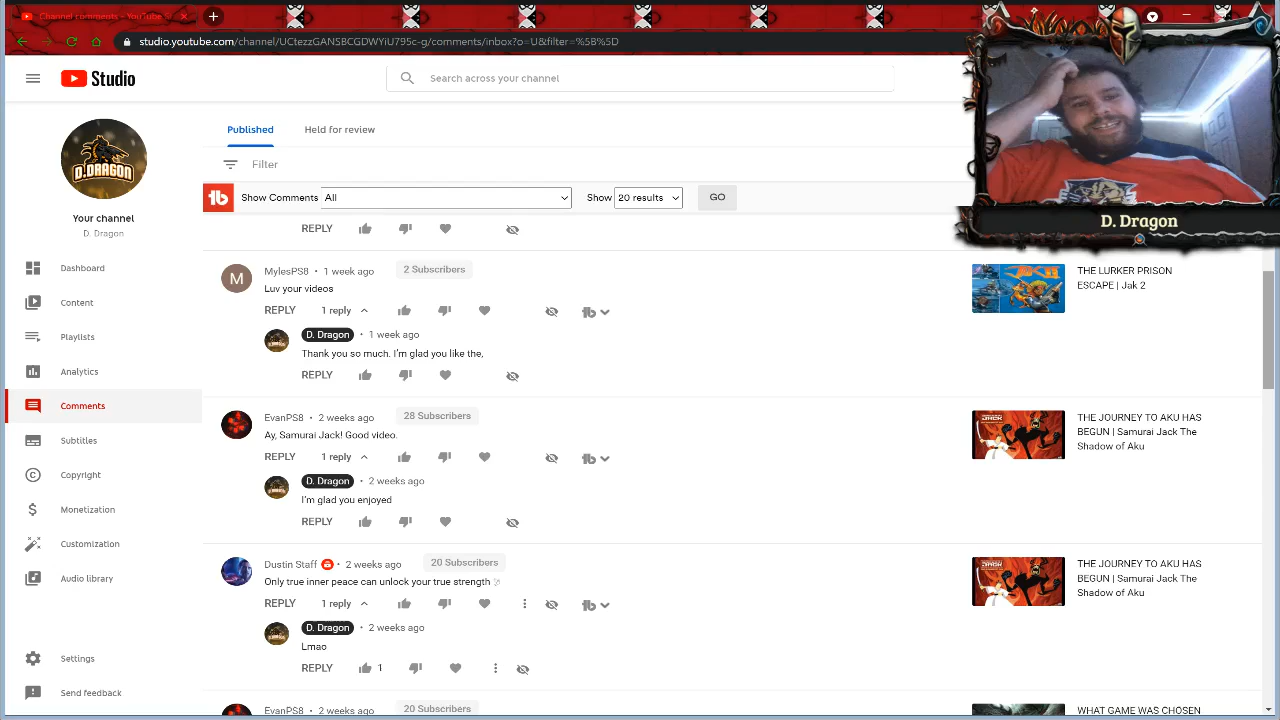 Channel comments - YouTube
studio.youtube.com/channel/UCtezzGANSBCGDWYiU795c-g/comments/inbox?o=U&filter=%5B%5D
Studio
Search across your channel
D.DRAGON
Your channel
D. Dragon
Dashboard
Content
Playlists
Analytics
Comments
Subtitles
Copyright
Monetization
Customization
Audio library
Settings
Send feedback
Published
Held for review
Filter
Show Comments
All
Show
20 results
GO
D. Dragon
REPLY
MylesPS8 • 1 week ago
2 Subscribers
Luv your videos
REPLY
1 reply
D. Dragon • 1 week ago
Thank you so much. I'm glad you like the,
REPLY
JAK II
THE LURKER PRISON
ESCAPE | Jak 2
EvanPS8 • 2 weeks ago
28 Subscribers
Ay, Samurai Jack! Good video.
REPLY
1 reply
D. Dragon • 2 weeks ago
I'm glad you enjoyed
REPLY
THE JOURNEY TO AKU HAS
BEGUN | Samurai Jack The
Shadow of Aku
Dustin Staff • 2 weeks ago
20 Subscribers
Only true inner peace can unlock your true strength
REPLY
1 reply
D. Dragon • 2 weeks ago
Lmao
REPLY
1
THE JOURNEY TO AKU HAS
BEGUN | Samurai Jack The
Shadow of Aku
EvanPS8 • 2 weeks ago
20 Subscribers
WHAT GAME WAS CHOSEN